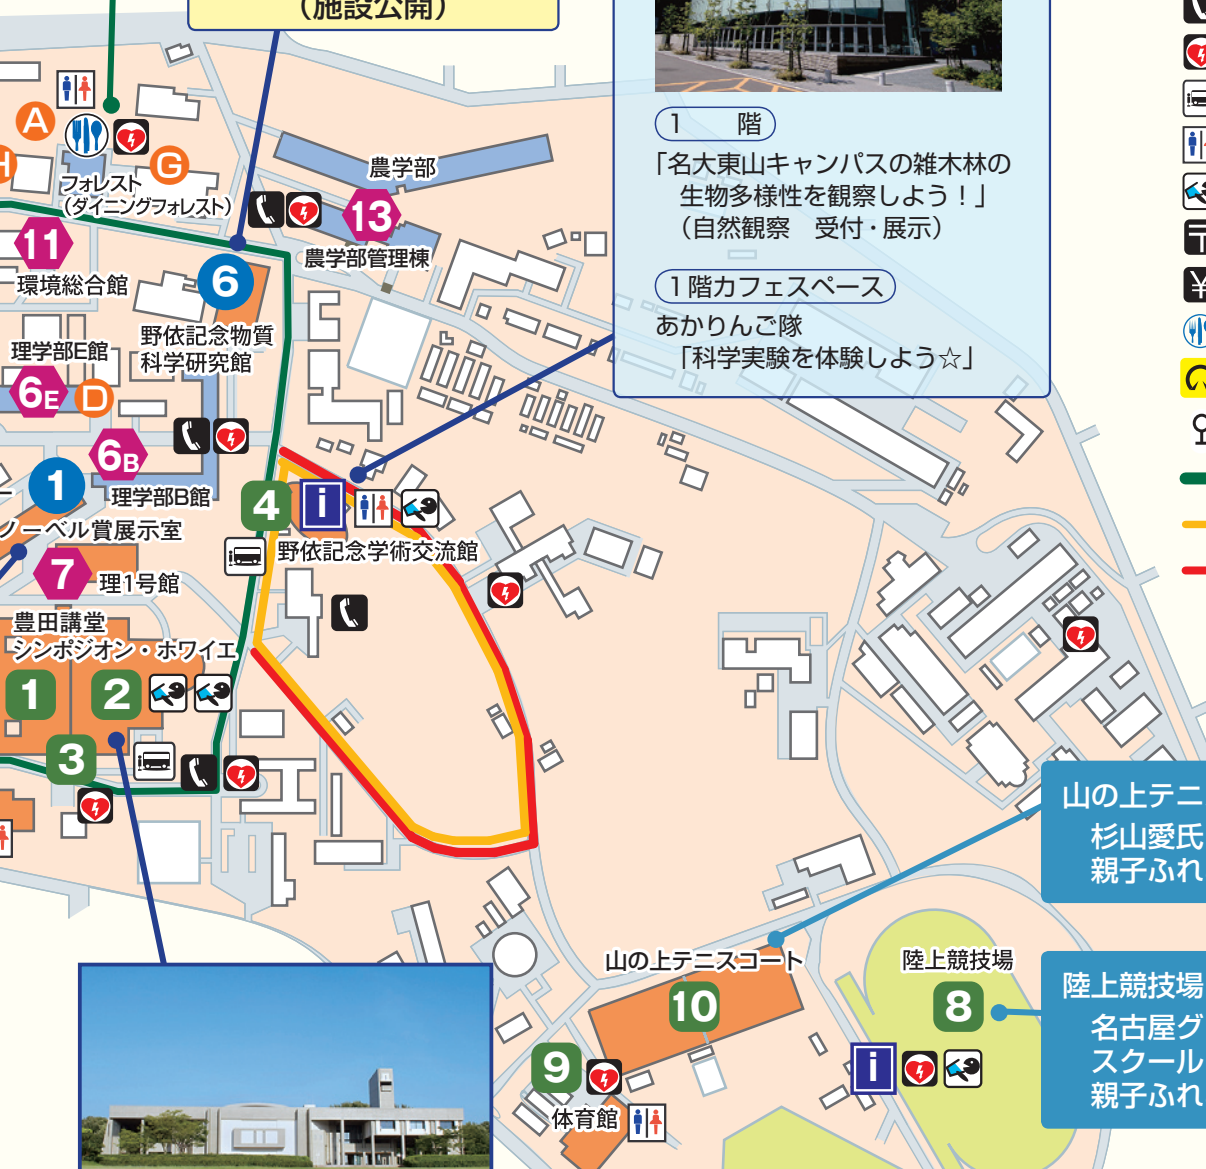 （施設公開）
1　階
「名大東山キャンパスの雑木林の
生物多様性を観察しよう！」
（自然観察　受付・展示）
1階カフェスペース
あかりんご隊
「科学実験を体験しよう☆」
A
H
G
フォレスト
（ダイニングフォレスト）
農学部
13
農学部管理棟
11
環境総合館
6
野依記念物質
科学研究館
理学部E館
6E
D
6B
理学部B館
1
ノーベル賞展示室
7
理1号館
4
i
野依記念学術交流館
豊田講堂
シンポジオン・ホワイエ
1
2
3
山の上テニ
杉山愛氏
親子ふれ
山の上テニスコート
10
陸上競技場
8
i
陸上競技場
名古屋グ
スクール
親子ふれ
9
体育館
〒
¥